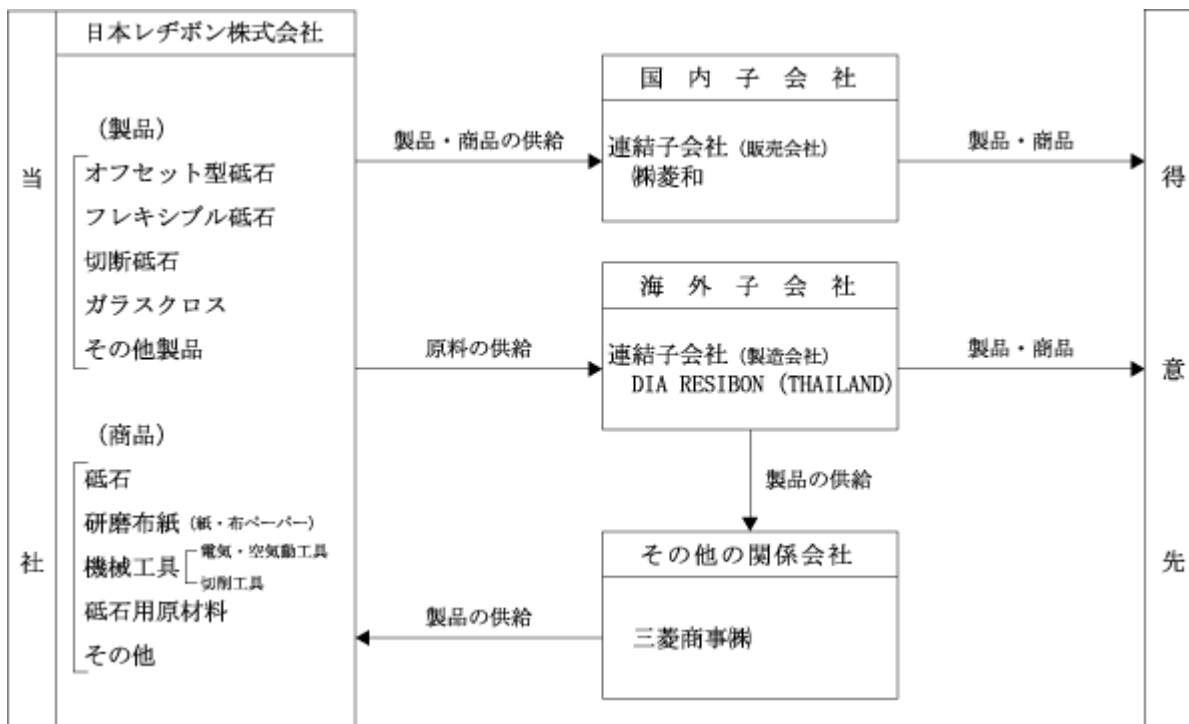 当社
日本レヂボン株式会社
（製品）
オフセット型砥石
フレキシブル砥石
切断砥石
ガラスクロス
その他製品
（商品）
砥石
研磨布紙（紙・布ペーパー）
機械工具
電気・空気動工具
切削工具
砥石用原材料
その他
製品・商品の供給
国内子会社
連結子会社（販売会社）
㈱菱和
製品・商品
原料の供給
海外子会社
連結子会社（製造会社）
DIA RESIBON (THAILAND)
製品・商品
製品の供給
その他の関係会社
三菱商事㈱
製品の供給
得意先